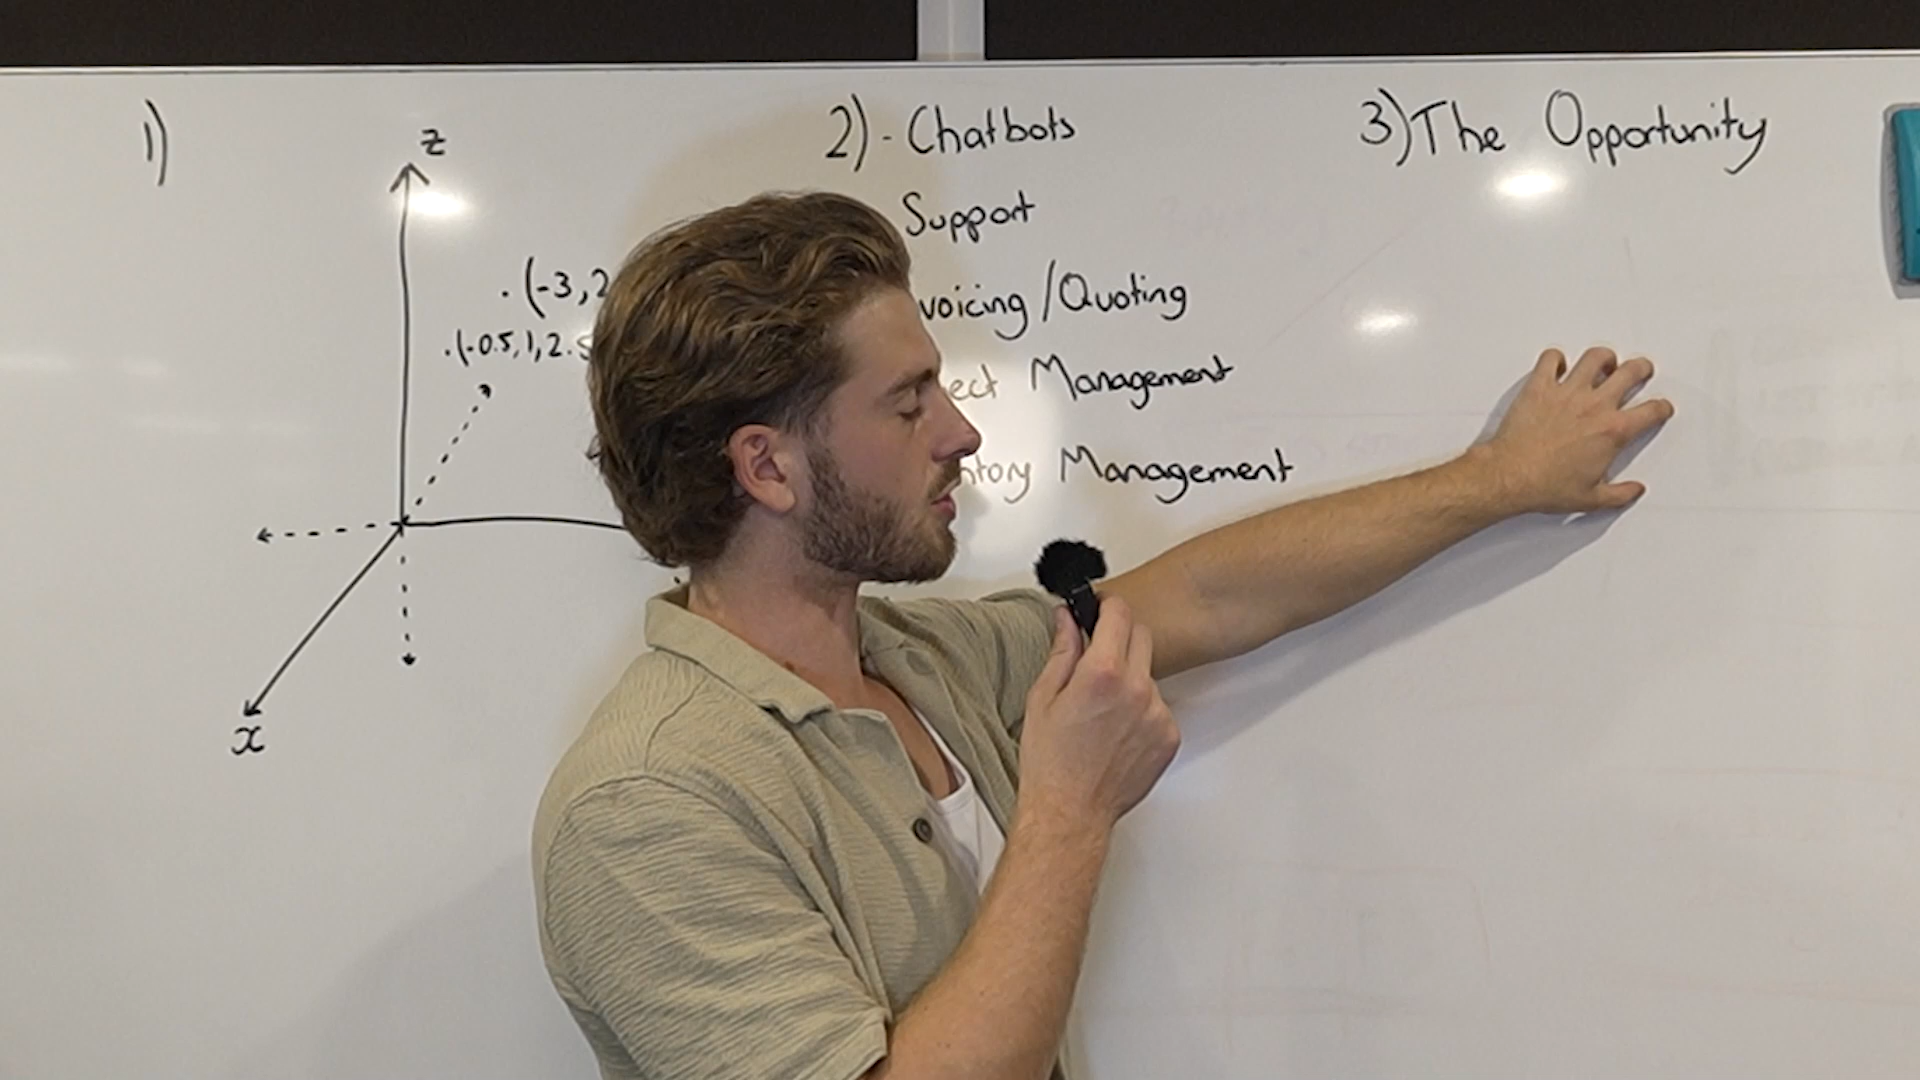 1)
z
. (-3, 2
. (-0.5, 1, 2.5
x
2) - Chatbots
Support
voicing / Quoting
ect Management
ntory Management
3) The Opportunity